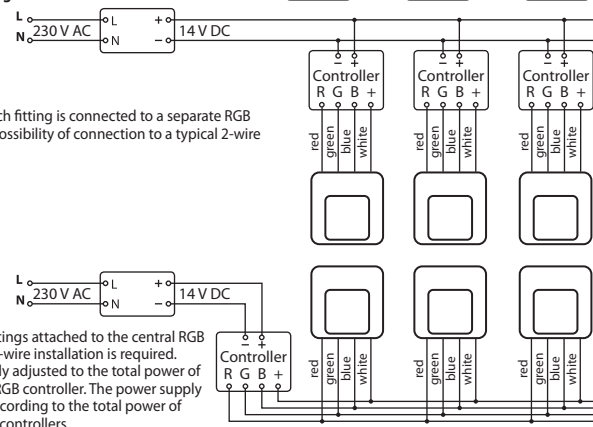 L 230 V AC L + 14 V DC
N N –
– + – + – +
Controller Controller Controller
R G B + R G B + R G B +
ch fitting is connected to a separate RGB
ossibility of connection to a typical 2-wire
red green blue white red green blue white red green blue white
L 230 V AC L + 14 V DC
N N –
tings attached to the central RGB
-wire installation is required.
ly adjusted to the total power of
RGB controller. The power supply
cording to the total power of
controllers
– +
Controller
R G B +
red green blue white red green blue white red green blue white